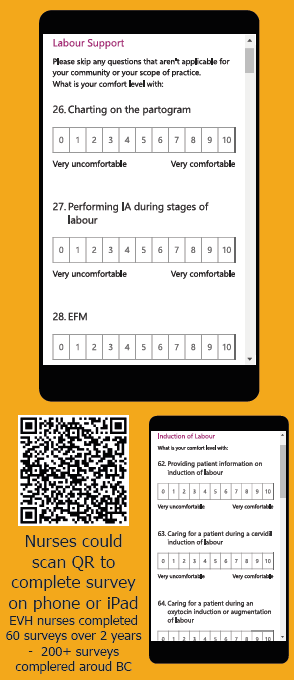 Labour Support
Please skip any questions that aren't applicable for
your community or your scope of practice.
What is your comfort level with:
26. Charting on the partogram
0 1 2 3 4 5 6 7 8 9 10
Very uncomfortable Very comfortable
27. Performing IA during stages of
labour
0 1 2 3 4 5 6 7 8 9 10
Very uncomfortable Very comfortable
28. EFM
0 1 2 3 4 5 6 7 8 9 10
Nurses could
scan QR to
complete survey
on phone or iPad
EVH nurses completed
60 surveys over 2 years
- 200+ surveys
complered aroud BC
Induction of Labour
What is your comfort level with:
62. Providing patient information on
induction of labour
0 1 2 3 4 5 6 7 8 9 10
Very uncomfortable Very comfortable
63. Caring for a patient during a cervidil
induction of labour
0 1 2 3 4 5 6 7 8 9 10
Very uncomfortable Very comfortable
64. Caring for a patient during an
oxytocin induction or augmentation
of labour
0 1 2 3 4 5 6 7 8 9 10